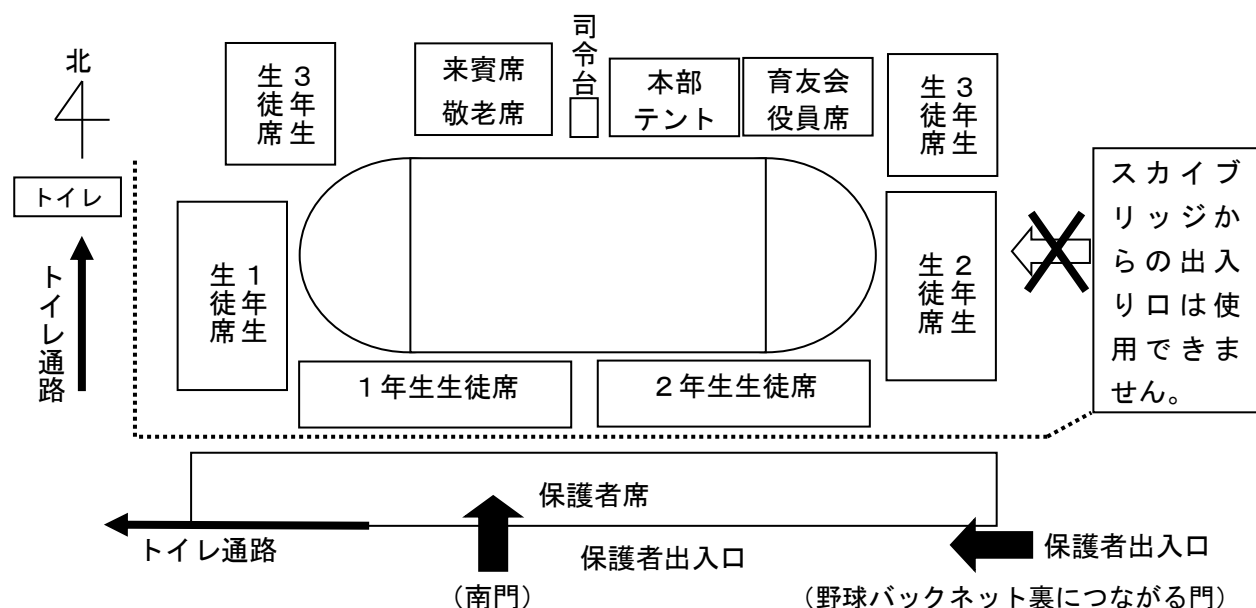 北
３年生
生徒席
来賓席
敬老席
司令台
本部
テント
育友会
役員席
３年生
生徒席
トイレ
トイレ通路
１年生
生徒席
２年生
生徒席
スカイブ
リッジか
らの出入
り口は使
用できま
せん。
１年生生徒席
２年生生徒席
保護者席
トイレ通路
保護者出入口
保護者出入口
（南門）
（野球バックネット裏につながる門）